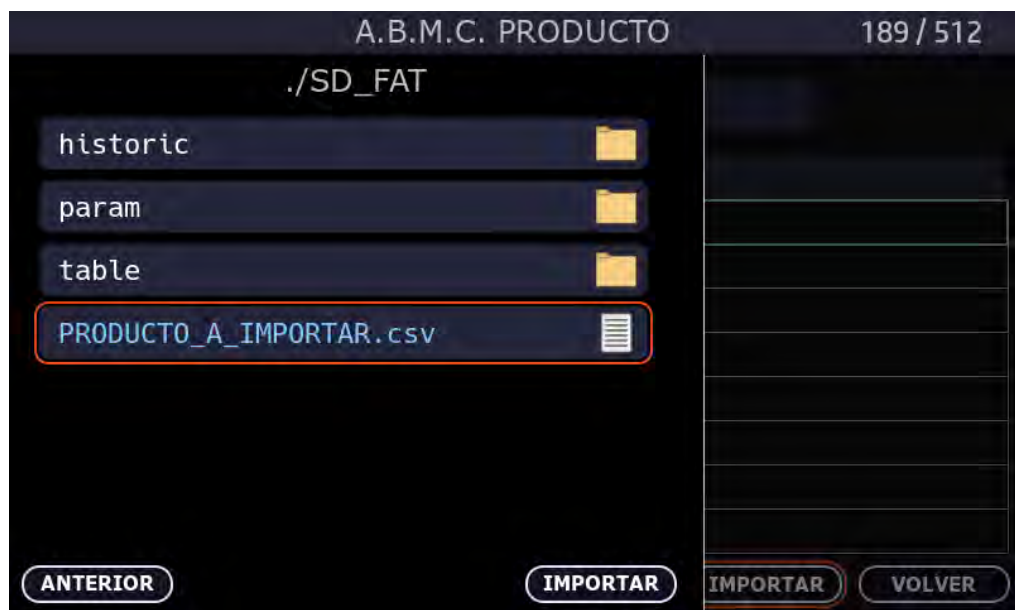 A.B.M.C. PRODUCTO 189 / 512
./SD_FAT
historic
param
table
PRODUCTO_A_IMPORTAR.csv
ANTERIOR IMPORTAR IMPORTAR VOLVER